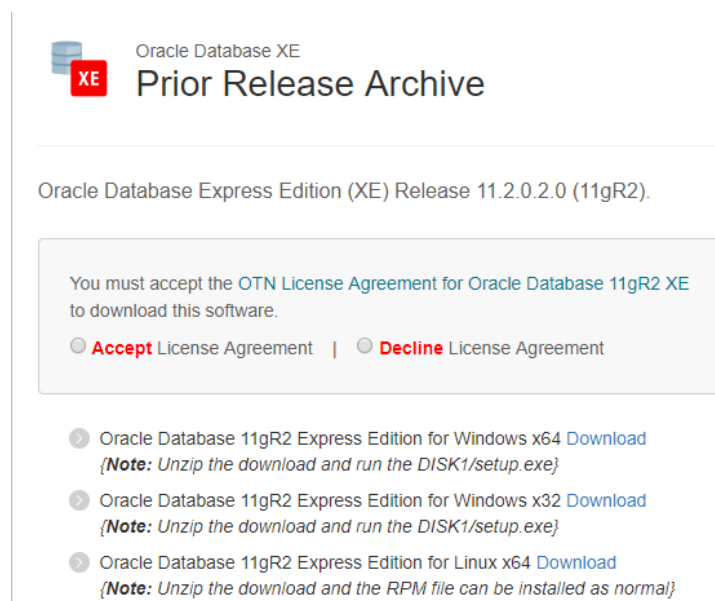 Oracle Database XE
XE
Prior Release Archive
Oracle Database Express Edition (XE) Release 11.2.0.2.0 (11gR2).
You must accept the OTN License Agreement for Oracle Database 11gR2 XE
to download this software.
Accept License Agreement | Decline License Agreement
Oracle Database 11gR2 Express Edition for Windows x64 Download
{Note: Unzip the download and run the DISK1/setup.exe}
Oracle Database 11gR2 Express Edition for Windows x32 Download
{Note: Unzip the download and run the DISK1/setup.exe}
Oracle Database 11gR2 Express Edition for Linux x64 Download
{Note: Unzip the download and the RPM file can be installed as normal}